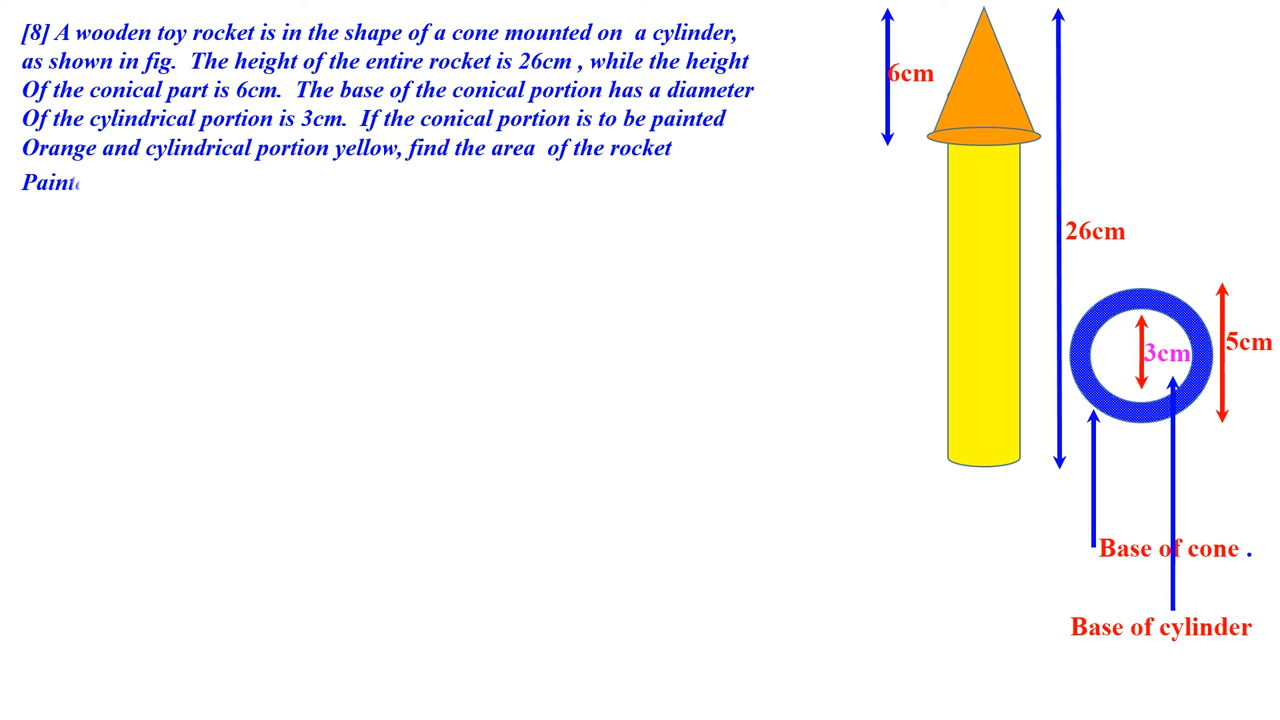 [8] A wooden toy rocket is in the shape of a cone mounted on a cylinder,
as shown in fig. The height of the entire rocket is 26cm , while the height
Of the conical part is 6cm. The base of the conical portion has a diameter
Of the cylindrical portion is 3cm. If the conical portion is to be painted
Orange and cylindrical portion yellow, find the area of the rocket
6cm
26cm
3cm
5cm
Base of cone .
Base of cylinder